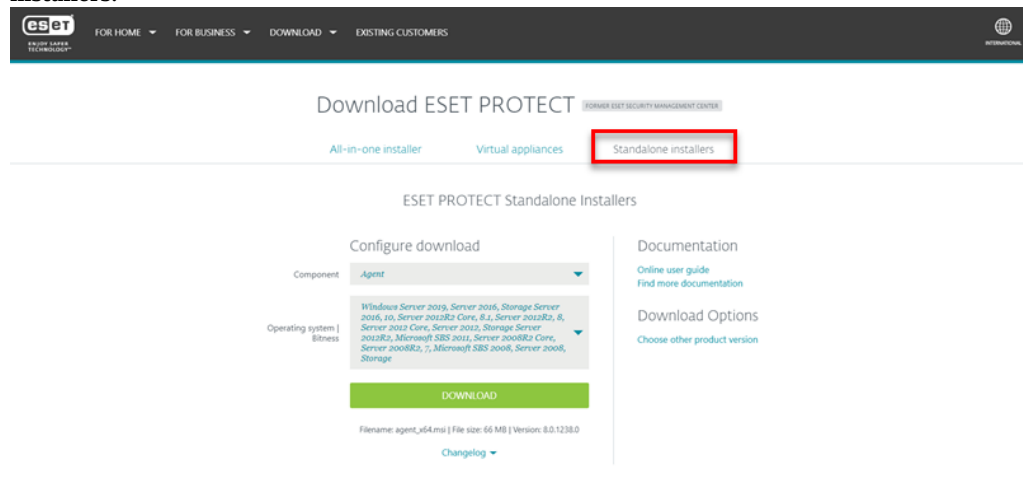 installers.
eset
ENJOY SAFER
TECHNOLOGY™
FOR HOME
FOR BUSINESS
DOWNLOAD
EXISTING CUSTOMERS
INTERNATIONAL
Download ESET PROTECT FORMER ESET SECURITY MANAGEMENT CENTER
All-in-one installer
Virtual appliances
Standalone installers
ESET PROTECT Standalone Installers
Configure download
Component
Agent
Operating system |
Bitness
Windows Server 2019, Server 2016, Storage Server
2016, 10, Server 2012R2 Core, 8.1, Server 2012R2, 8,
Server 2012 Core, Server 2012, Storage Server
2012R2, Microsoft SBS 2011, Server 2008R2 Core,
Server 2008R2, 7, Microsoft SBS 2008, Server 2008,
Storage
DOWNLOAD
Filename: agent_x64.msi | File size: 66 MB | Version: 8.0.1238.0
Changelog
Documentation
Online user guide
Find more documentation
Download Options
Choose other product version